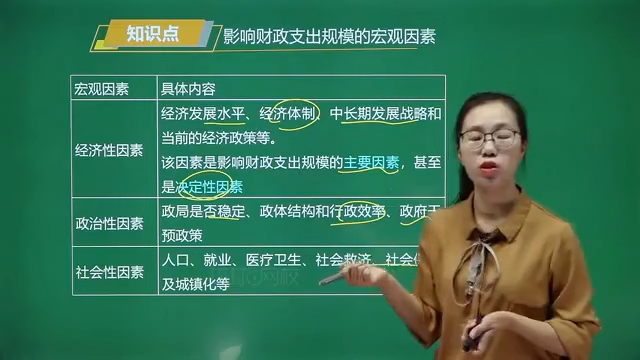 知识点
影响财政支出规模的宏观因素
宏观因素
具体内容
经济性因素
经济发展水平、经济体制、中长期发展战略和
当前的经济政策等。
该因素是影响财政支出规模的主要因素，甚至
是决定性因素
政治性因素
政局是否稳定、政体结构和行政效率、政府干
预政策
社会性因素
人口、就业、医疗卫生、社会救济、社会
及城镇化等